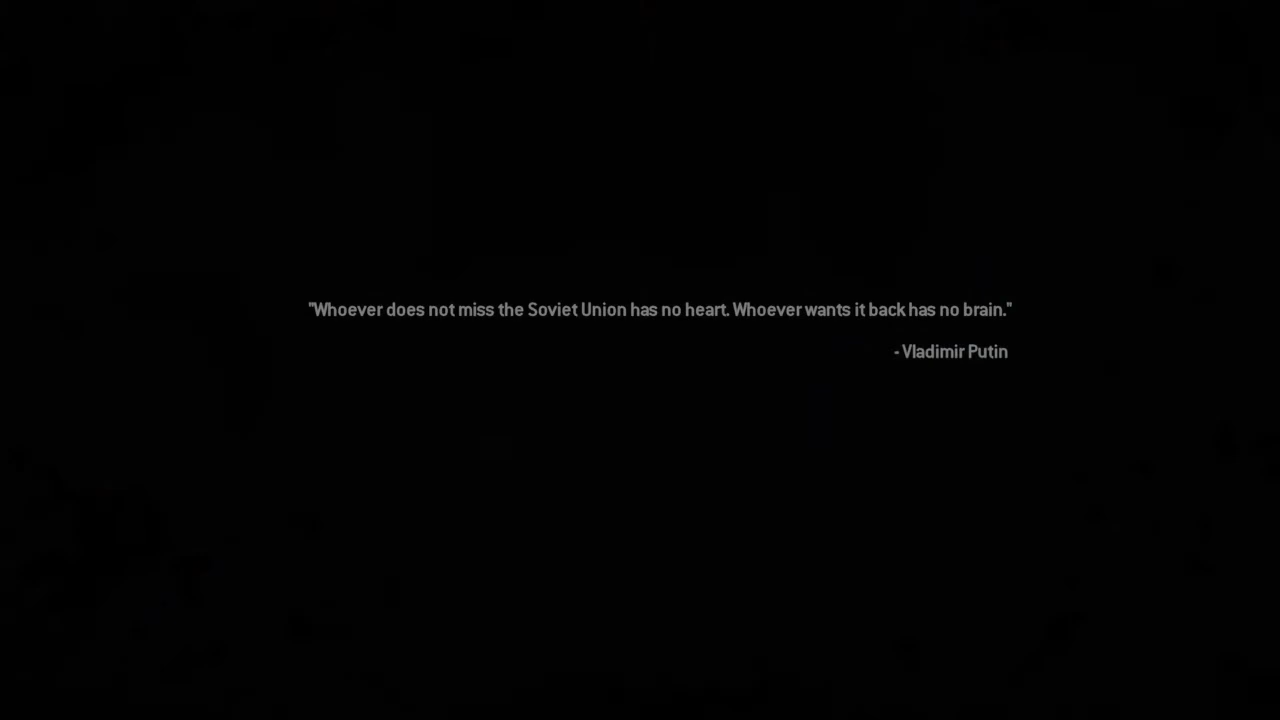 "Whoever does not miss the Soviet Union has no heart. Whoever wants it back has no brain."
- Vladimir Putin